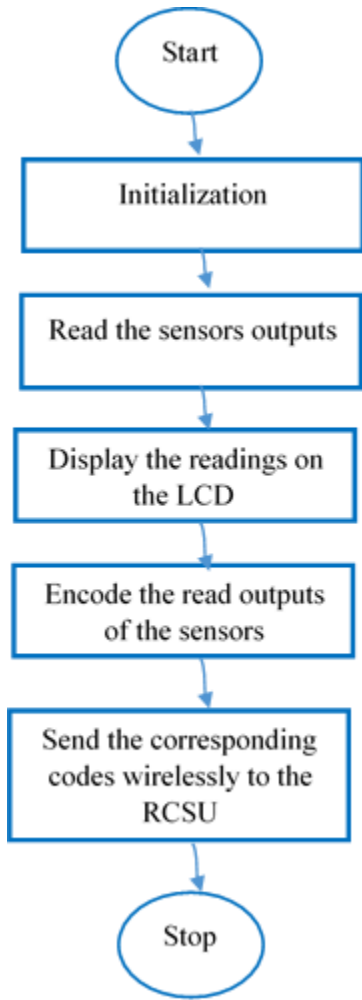 Start
Initialization
Read the sensors outputs
Display the readings on
the LCD
Encode the read outputs
of the sensors
Send the corresponding
codes wirelessly to the
RCSU
Stop